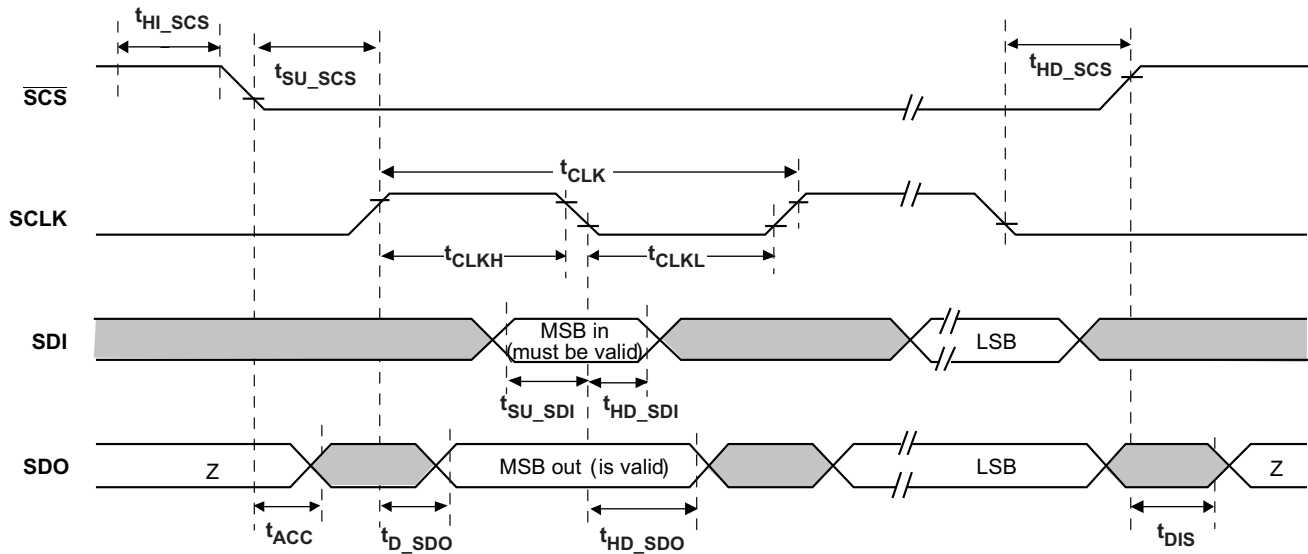 tHI_SCS
tSU_SCS
tHD_SCS
SCS
tCLK
SCLK
tCLKH
tCLKL
SDI
MSB in
(must be valid)
LSB
tSU_SDI
tHD_SDI
SDO
Z
MSB out (is valid)
LSB
Z
tACC
tD_SDO
tHD_SDO
tDIS